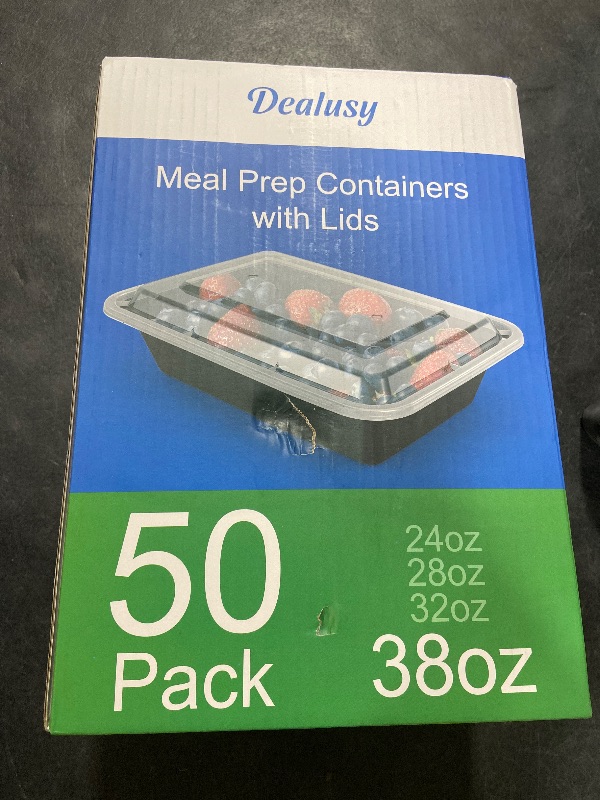 Dealusy
Meal Prep Containers
with Lids
50
Pack
24oz
28oz
32oz
38oz